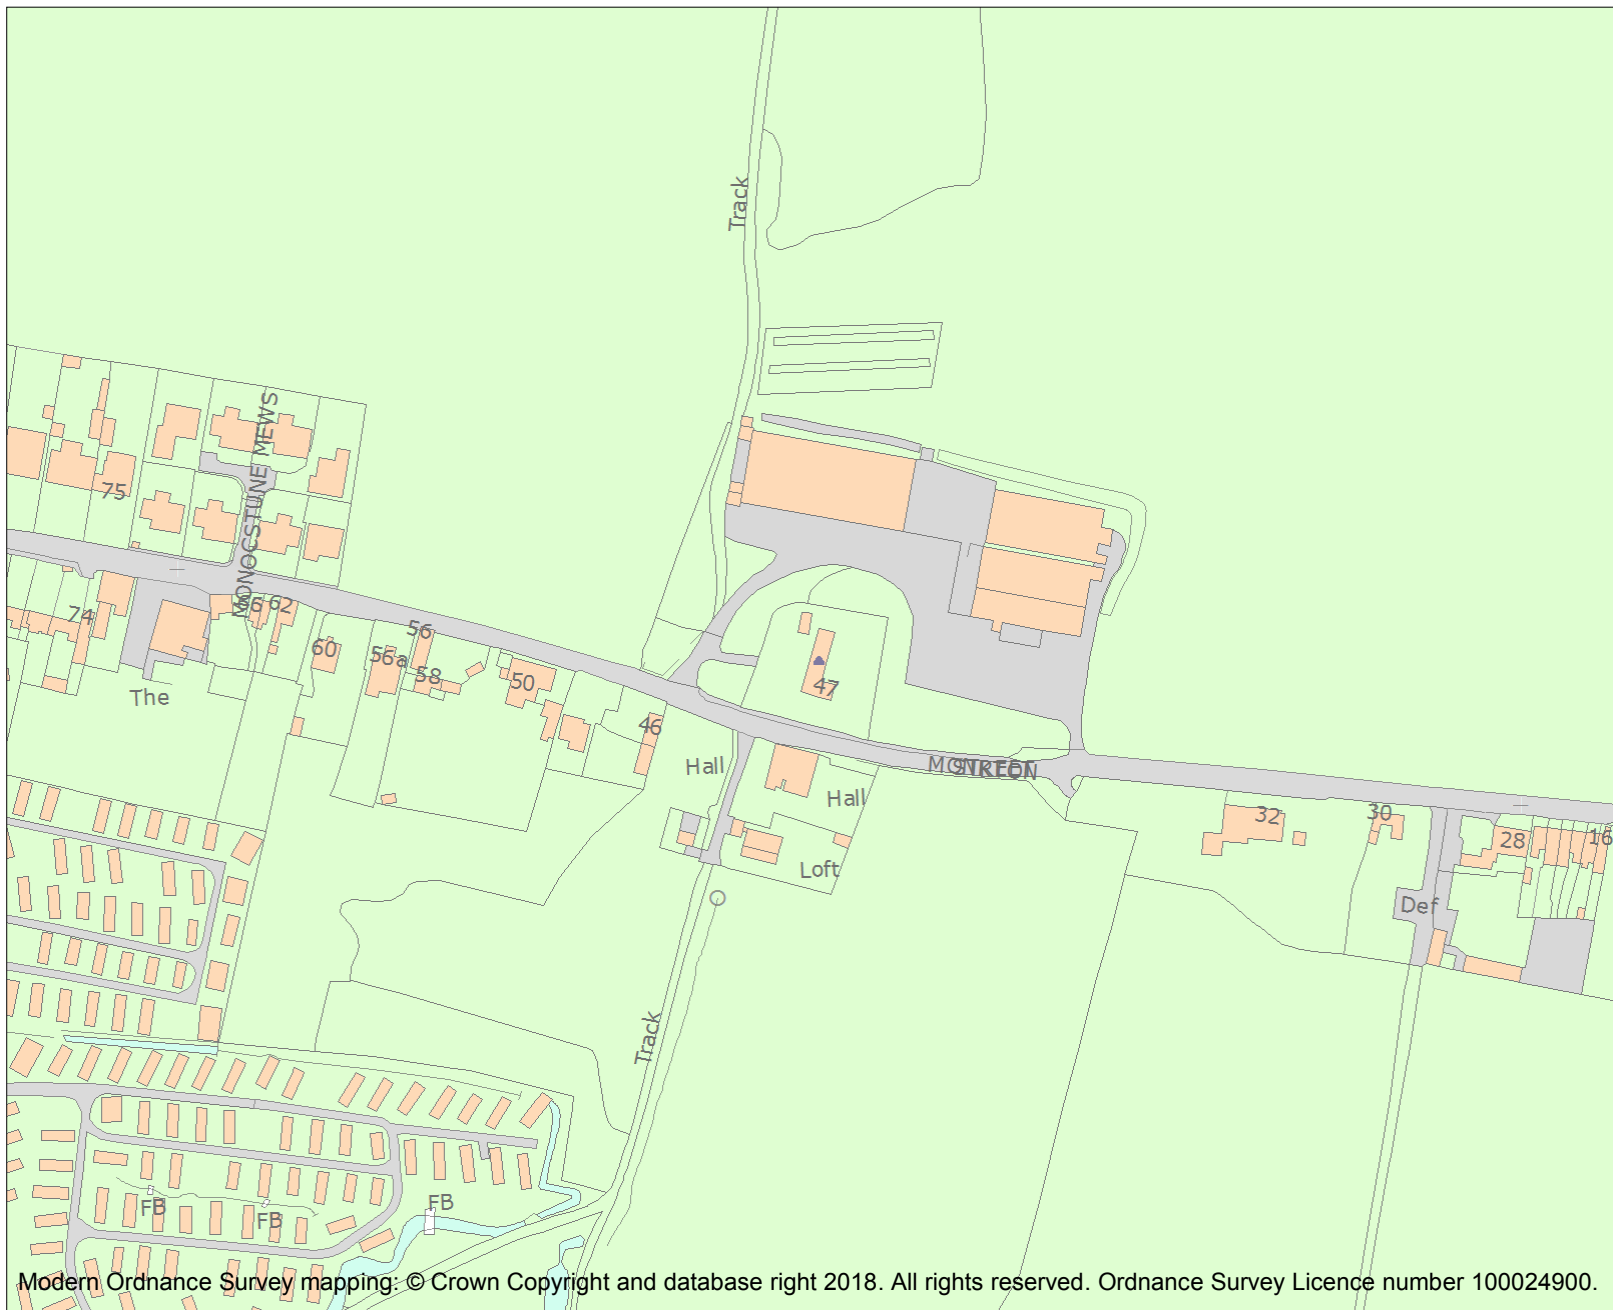 Track
MONOCSTUNE MEWS
75
74
66
62
60
56
56a
58
50
46
47
The
Hall
Hall
MONKTON
STREET
32
30
28
16
Loft
Def
Track
FB
FB
FB
Modern Ordnance Survey mapping: © Crown Copyright and database right 2018. All rights reserved. Ordnance Survey Licence number 100024900.